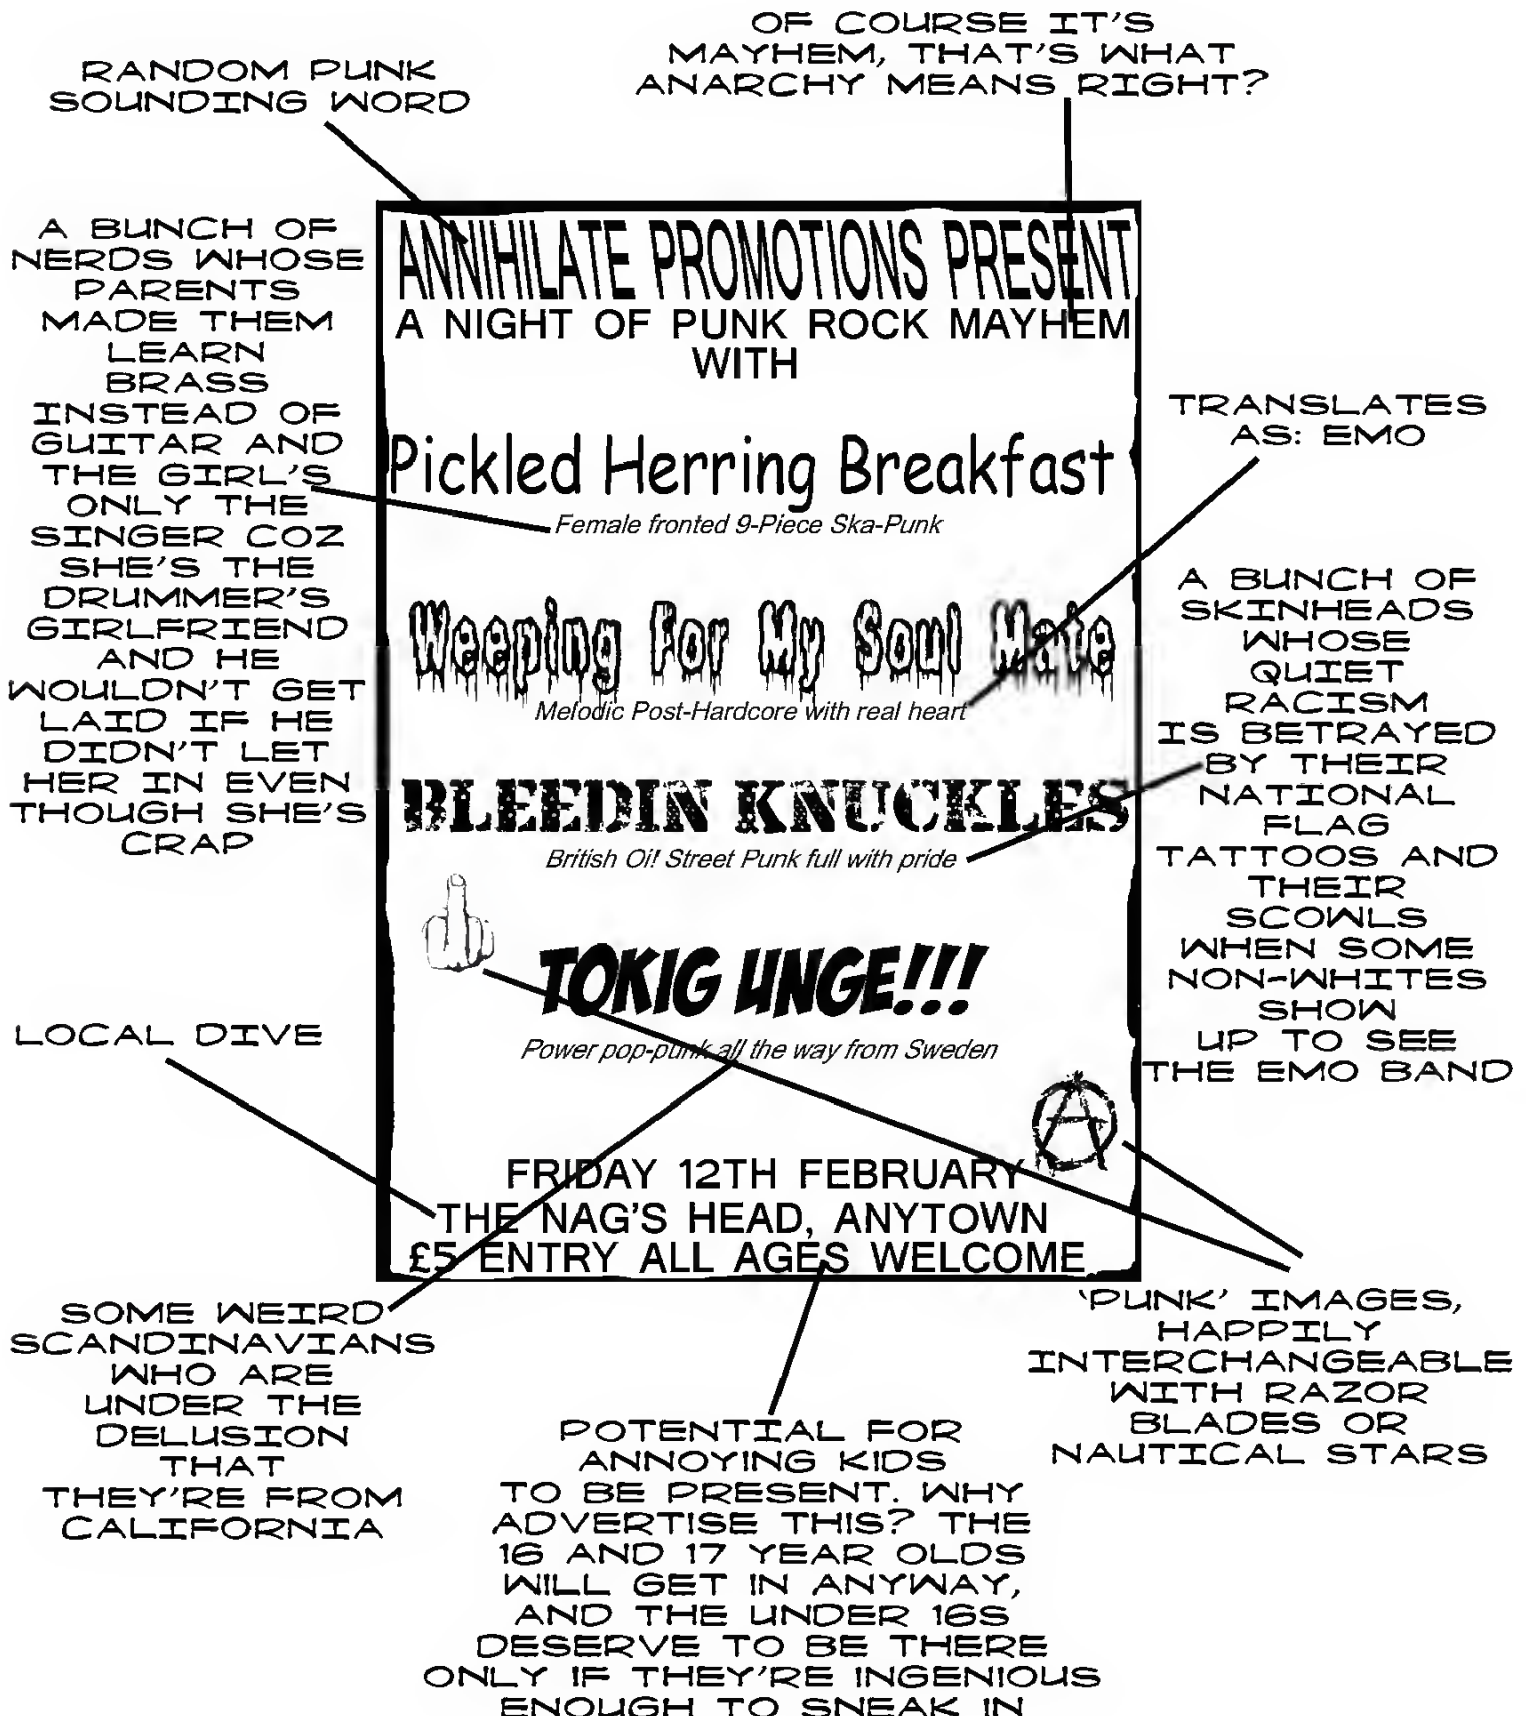 RANDOM PUNK
SOUNDING WORD
OF COURSE IT'S
MAYHEM, THAT'S WHAT
ANARCHY MEANS RIGHT?
A BUNCH OF
NERDS WHOSE
PARENTS
MADE THEM
LEARN
BRASS
INSTEAD OF
GUITAR AND
THE GIRL'S
ONLY THE
SINGER COZ
SHE'S THE
DRUMMER'S
GIRLFRIEND
AND HE
WOULDN'T GET
LAID IF HE
DIDN'T LET
HER IN EVEN
THOUGH SHE'S
CRAP
ANNIHILATE PROMOTIONS PRESENT
A NIGHT OF PUNK ROCK MAYHEM
WITH
Pickled Herring Breakfast
Female fronted 9-Piece Ska-Punk
Weeping For My Soul Mate
Melodic Post-Hardcore with real heart
BLEEDIN KNUCKLES
British Oi! Street Punk full with pride
TOKIG UNGE!!!
Power pop-punk all the way from Sweden
A
FRIDAY 12TH FEBRUARY
THE NAG'S HEAD, ANYTOWN
£5 ENTRY ALL AGES WELCOME
TRANSLATES
AS: EMO
A BUNCH OF
SKINHEADS
WHOSE
QUIET
RACISM
IS BETRAYED
BY THEIR
NATIONAL
FLAG
TATTOOS AND
THEIR
SCOWLS
WHEN SOME
NON-WHITES
SHOW
UP TO SEE
THE EMO BAND
LOCAL DIVE
SOME WEIRD
SCANDINAVIANS
WHO ARE
UNDER THE
DELUSION
THAT
THEY'RE FROM
CALIFORNIA
POTENTIAL FOR
ANNOYING KIDS
TO BE PRESENT. WHY
ADVERTISE THIS? THE
16 AND 17 YEAR OLDS
WILL GET IN ANYWAY,
AND THE UNDER 16S
DESERVE TO BE THERE
ONLY IF THEY'RE INGENIOUS
ENOUGH TO SNEAK IN
'PUNK' IMAGES,
HAPPILY
INTERCHANGEABLE
WITH RAZOR
BLADES OR
NAUTICAL STARS